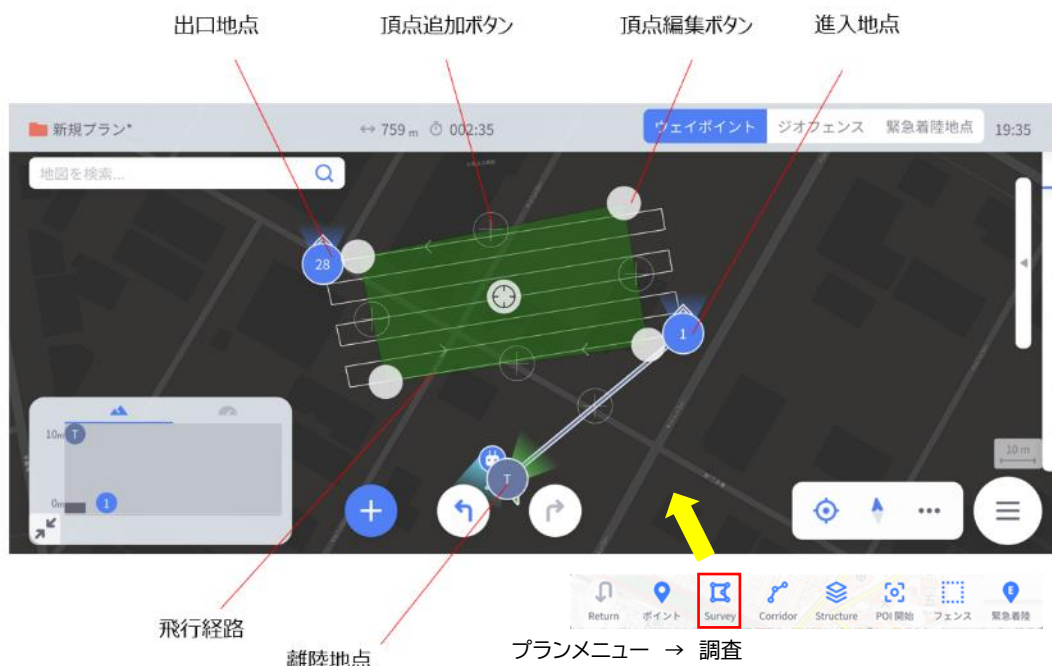 出口地点
頂点追加ボタン
頂点編集ボタン
進入地点
新規プラン*
759 m
002:35
ウェイポイント
ジオフェンス
緊急着陸地点
19:35
地図を検索...
28
1
10m
T
0m
1
T
10 m
Return
ポイント
Survey
Corridor
Structure
POI 開始
フェンス
E
緊急着陸
飛行経路
離陸地点
プランメニュー → 調査